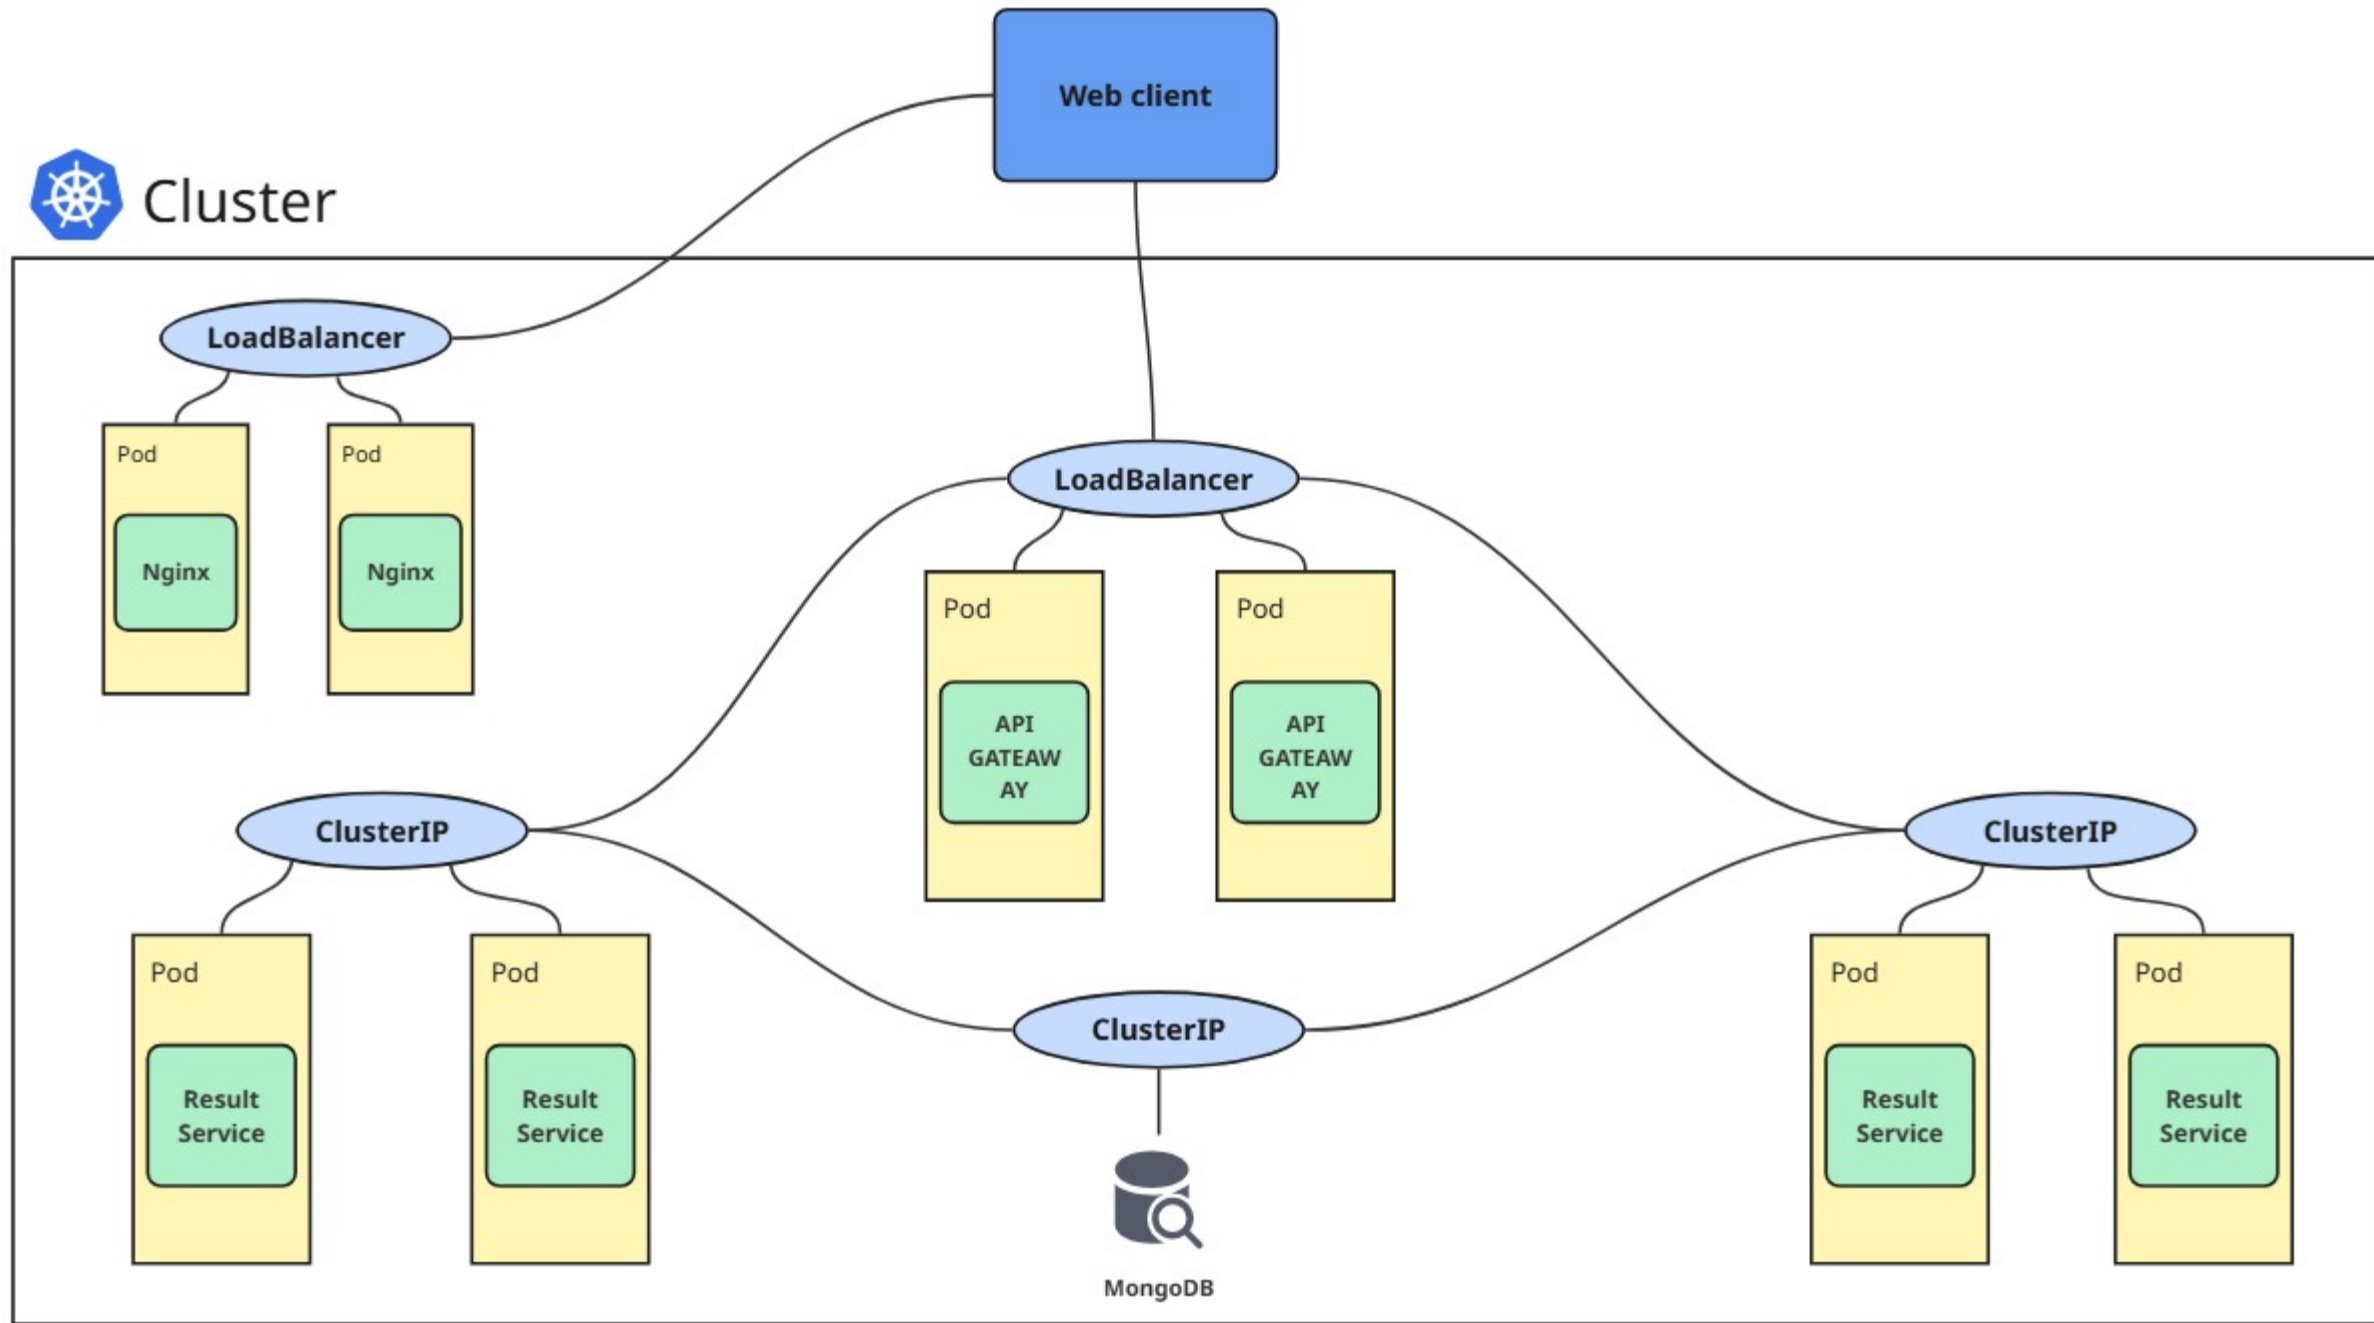 Web client
Cluster
LoadBalancer
Pod
Pod
Nginx
Nginx
LoadBalancer
Pod
Pod
API
GATEAW
AY
API
GATEAW
AY
ClusterIP
Pod
Pod
Result
Service
Result
Service
ClusterIP
MongoDB
ClusterIP
Pod
Pod
Result
Service
Result
Service